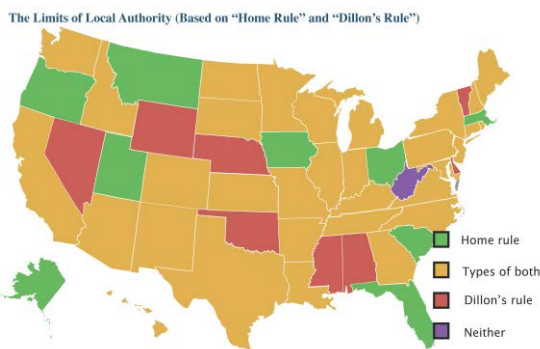 The Limits of Local Authority (Based on “Home Rule” and “Dillon’s Rule”)
Home rule
Types of both
Dillon’s rule
Neither